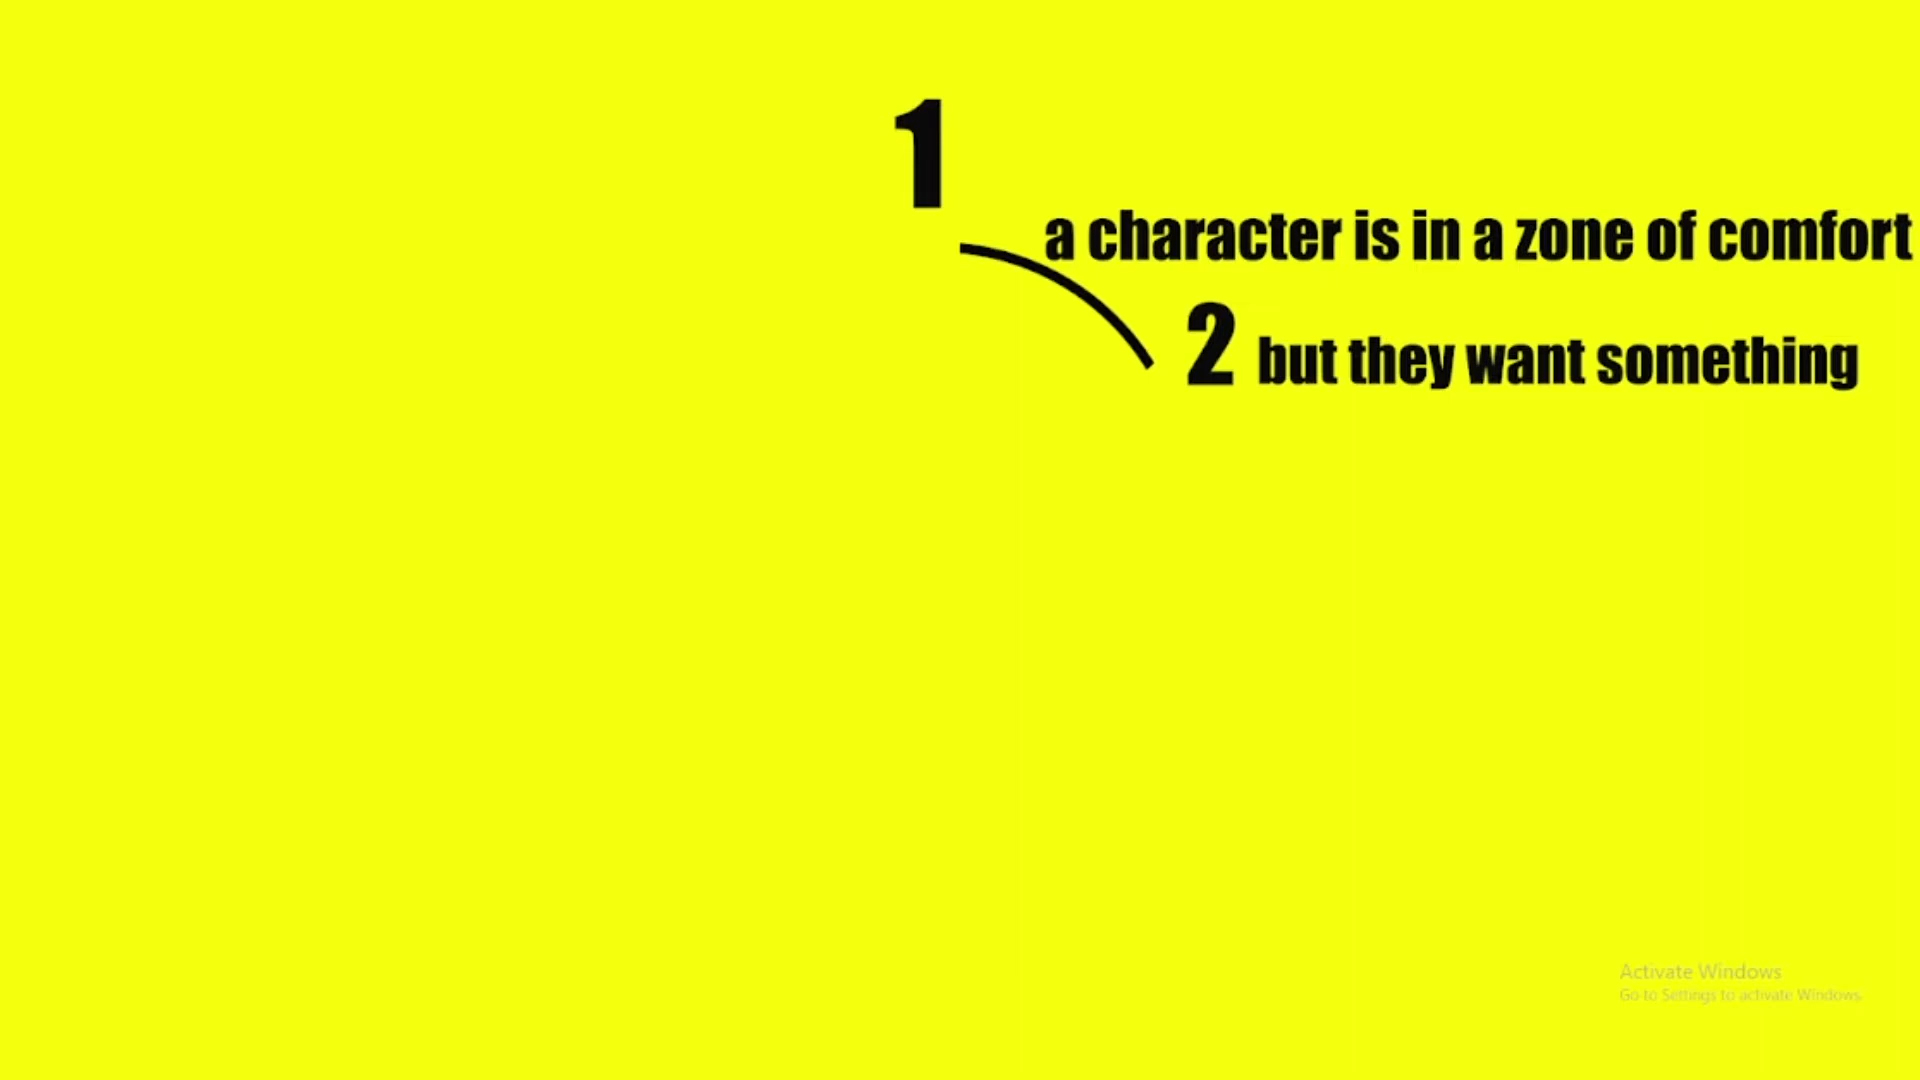 1
a character is in a zone of comfort
2 but they want something
Activate Windows
Go to Settings to activate Windows.